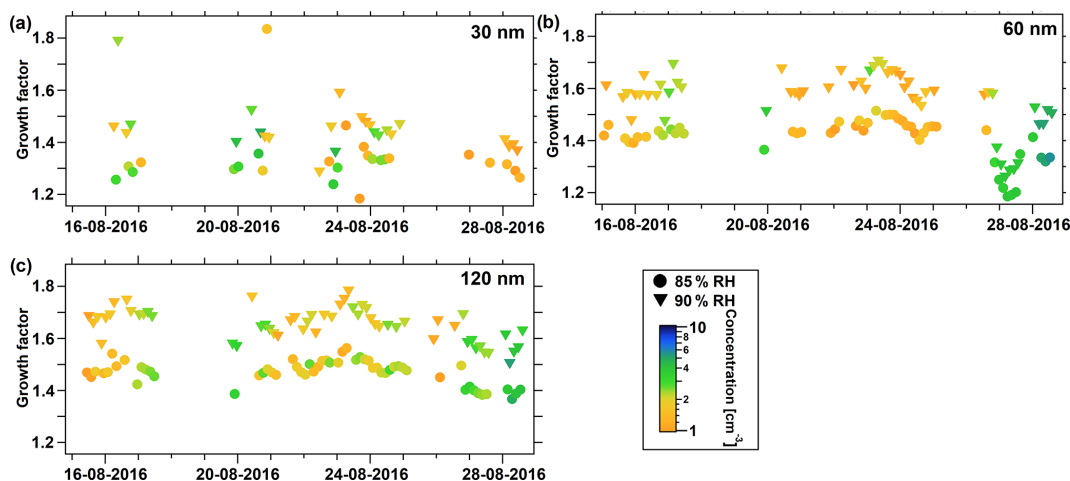 (a)
30 nm
Growth factor
1.8
1.6
1.4
1.2
16-08-2016
20-08-2016
24-08-2016
28-08-2016
(b)
60 nm
Growth factor
1.8
1.6
1.4
1.2
16-08-2016
20-08-2016
24-08-2016
28-08-2016
(c)
120 nm
Growth factor
1.8
1.6
1.4
1.2
16-08-2016
20-08-2016
24-08-2016
28-08-2016
85 % RH
90 % RH
10
8
6
4
2
1
Concentration [cm-3]